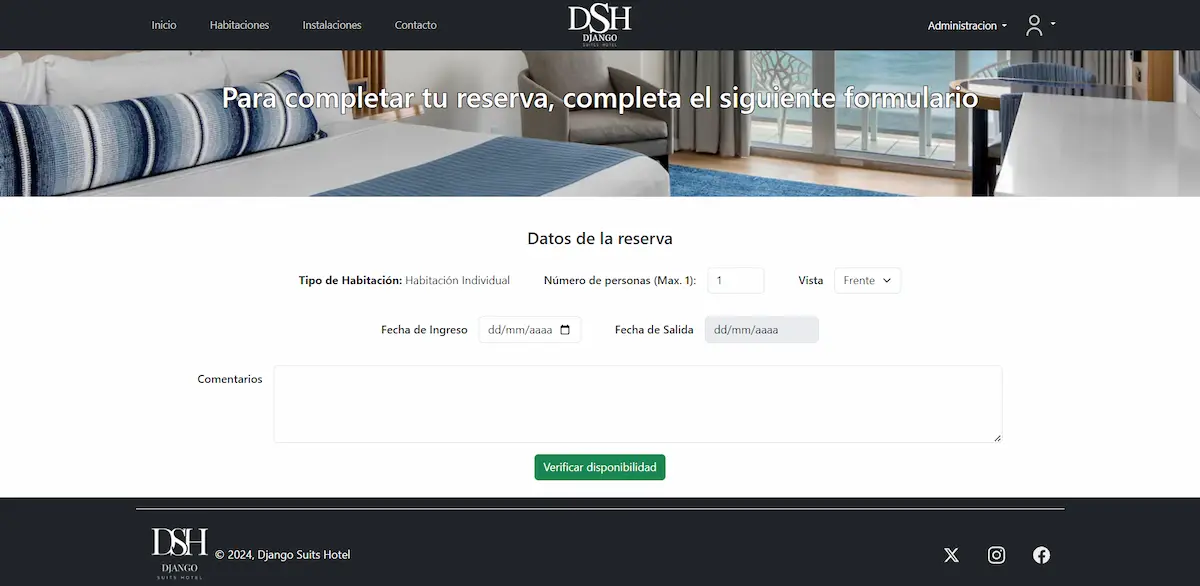 Inicio Habitaciones Instalaciones Contacto
DSH
DJANGO
SUITS HOTEL
Administracion
Para completar tu reserva, completa el siguiente formulario
Datos de la reserva
Tipo de Habitación: Habitación Individual Número de personas (Max. 1): 1 Vista Frente
Fecha de Ingreso dd/mm/aaaa Fecha de Salida dd/mm/aaaa
Comentarios
Verificar disponibilidad
DSH
DJANGO
SUITS HOTEL
© 2024, Django Suits Hotel